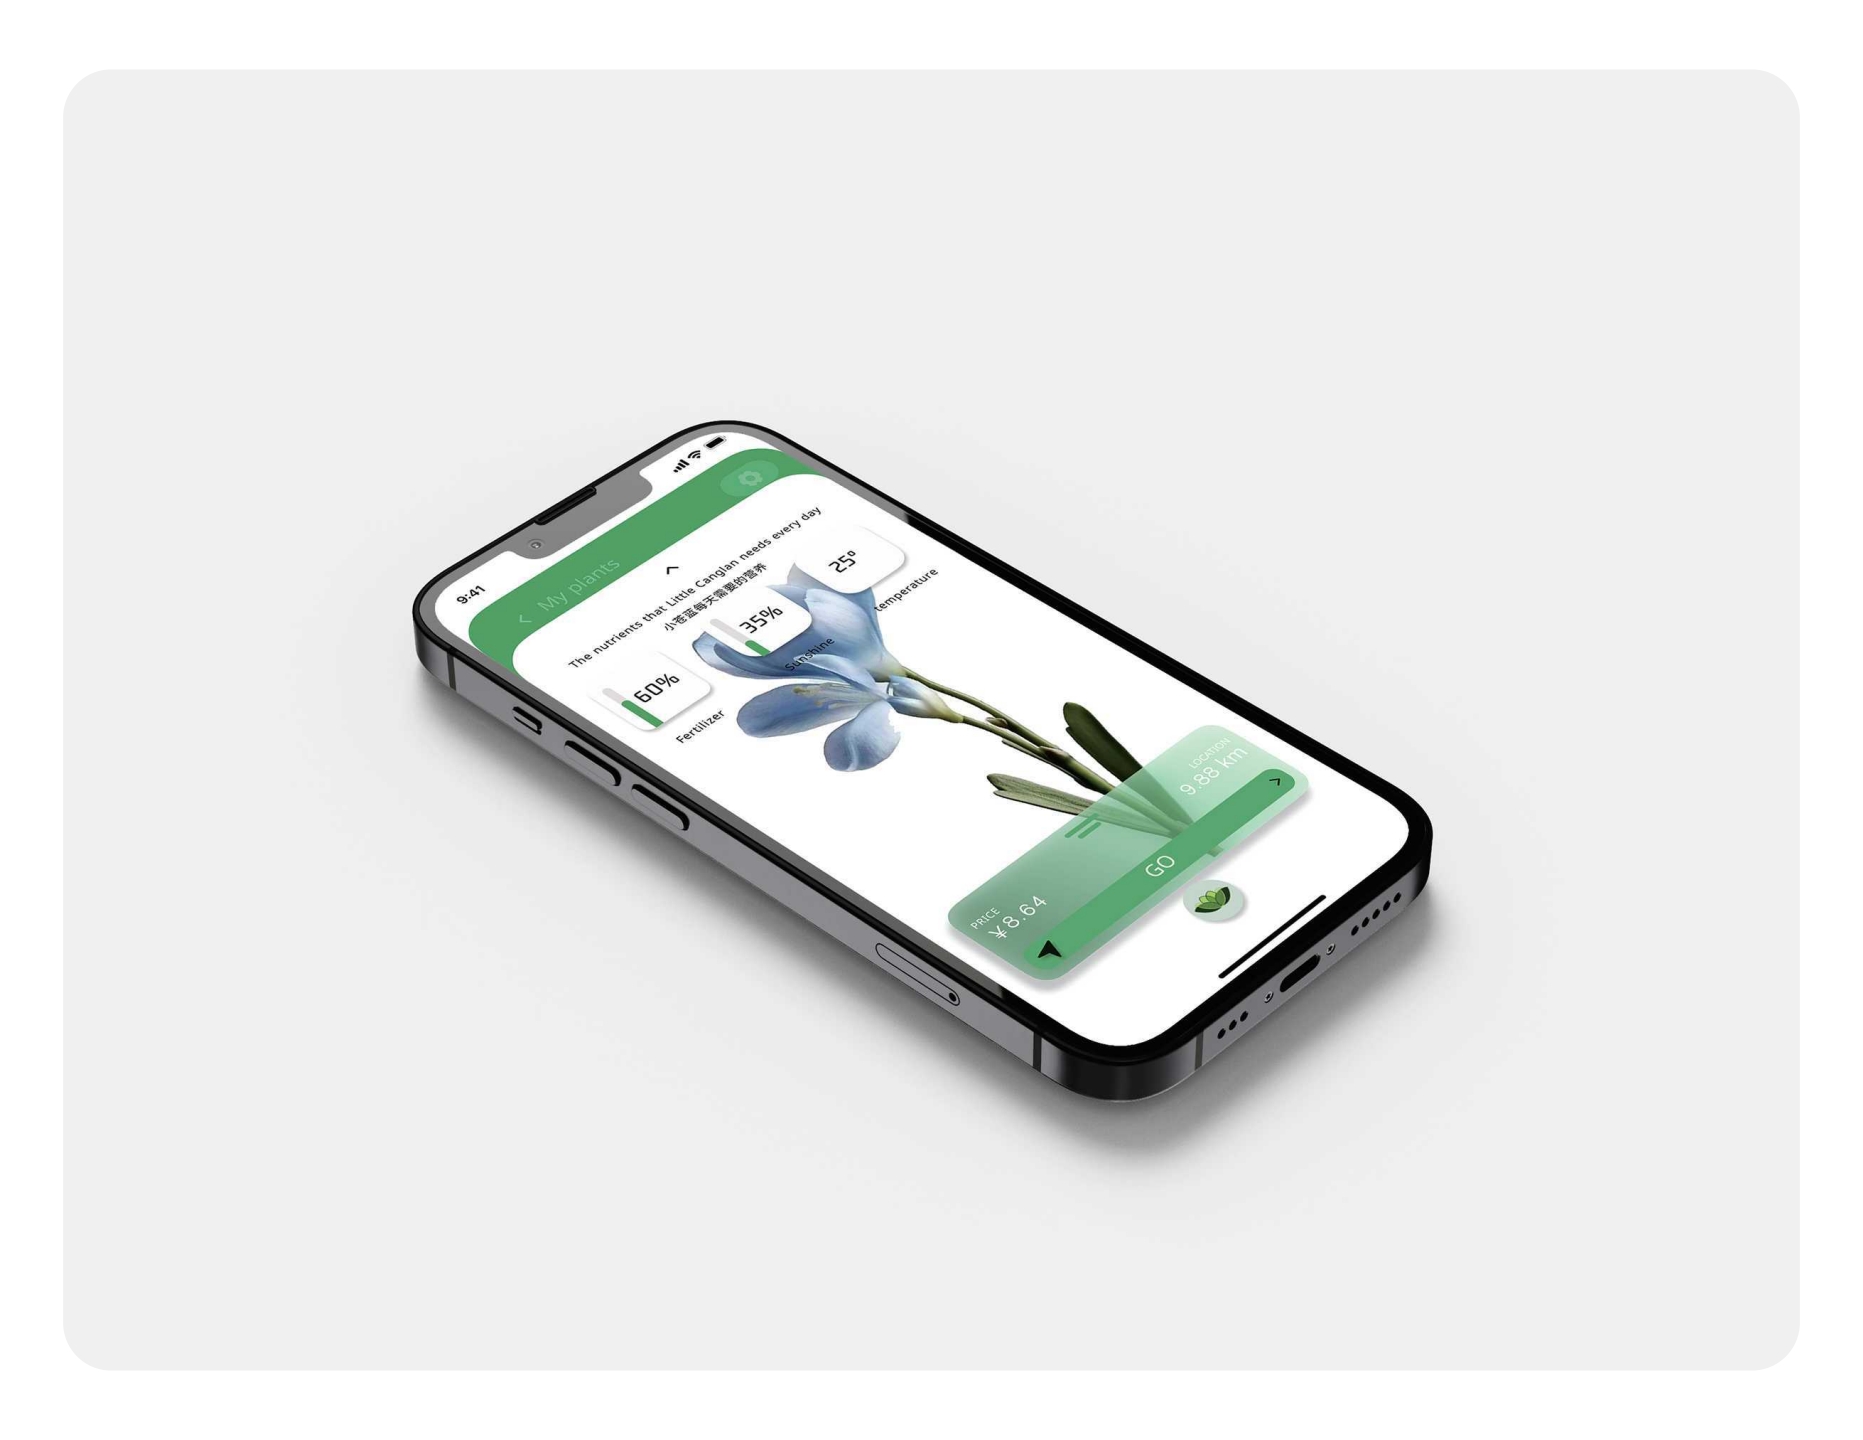 9:41
My plants
The nutrients that Little Canglan needs every day
小苍蓝每天需要的营养
60%
Fertilizer
35%
Sunshine
25°
temperature
PRICE
¥8.64
LOCATION
9.88 km
GO